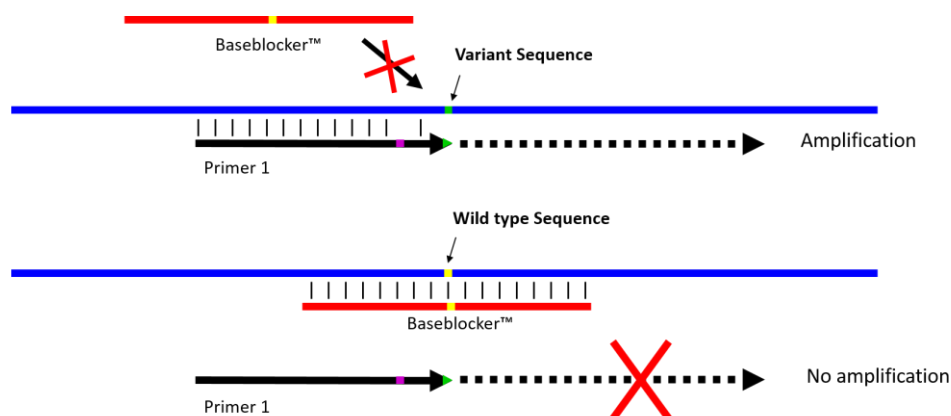 Baseblocker™
Variant Sequence
Amplification
Primer 1
Wild type Sequence
Baseblocker™
No amplification
Primer 1